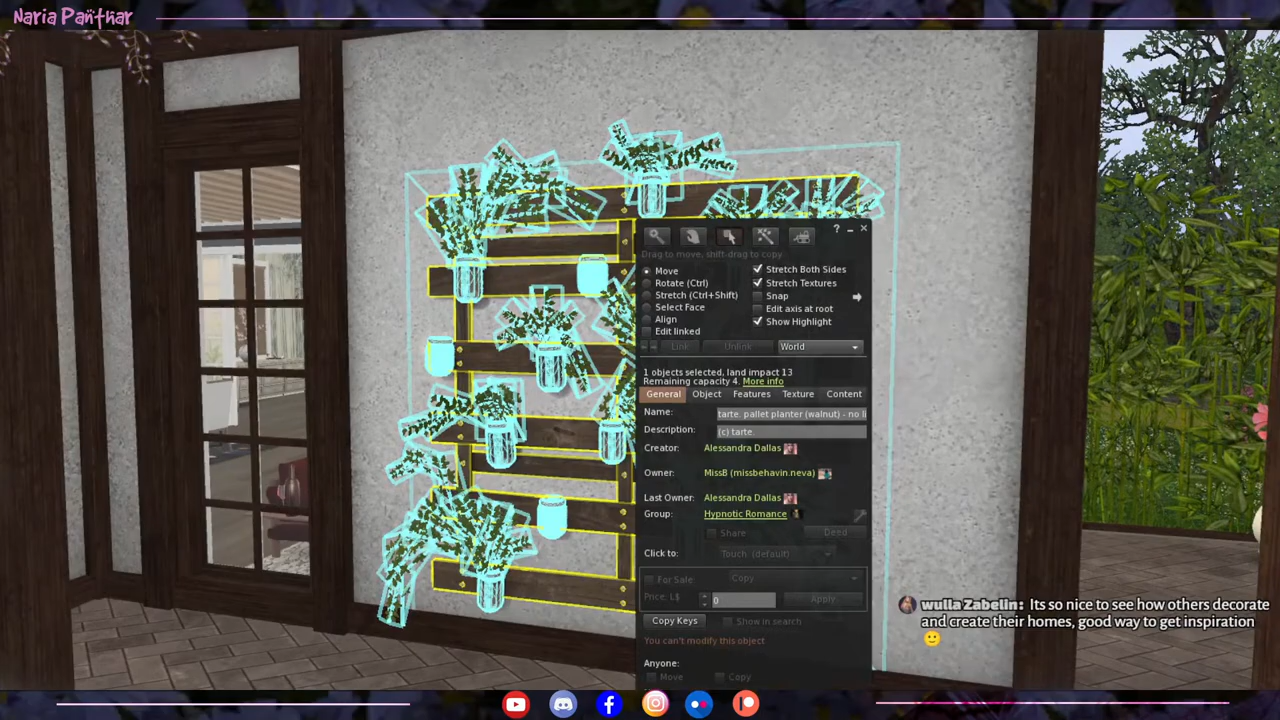 Naria Panthar
? _ X
Drag to move, shift-drag to copy
Move
Rotate (Ctrl)
Stretch (Ctrl+Shift)
Select Face
Align
Edit linked
Stretch Both Sides
Stretch Textures
Snap
Edit axis at root
Show Highlight
Link
Unlink
World
1 objects selected, land impact 13
Remaining capacity 4. More info
General Object Features Texture Content
Name: tarte. pallet planter (walnut) - no li
Description: (c) tarte.
Creator: Alessandra Dallas
Owner: MissB (missbehavin.neva)
Last Owner: Alessandra Dallas
Group: Hypnotic Romance
Share
Deed
Click to: Touch (default)
For Sale
Copy
Price: L$ 0
Apply
Copy Keys
Show in search
You can't modify this object
Anyone:
Move
Copy
wulla Zabelin: Its so nice to see how others decorate
and create their homes, good way to get inspiration